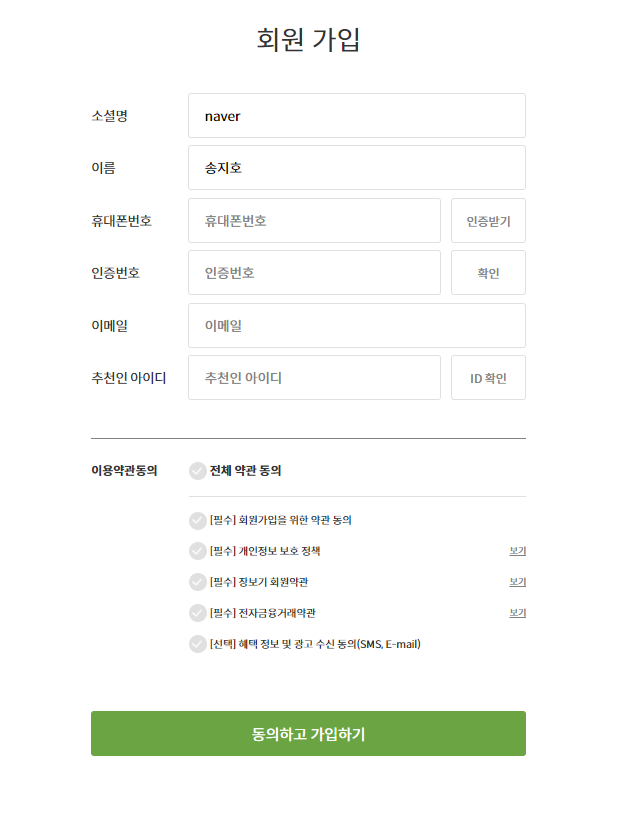 회원 가입
소셜명 naver
이름 송지호
휴대폰번호 휴대폰번호 인증받기
인증번호 인증번호 확인
이메일 이메일
추천인 아이디 추천인 아이디 ID 확인
이용약관동의 전체 약관 동의
[필수] 회원가입을 위한 약관 동의
[필수] 개인정보 보호 정책 보기
[필수] 장보기 회원약관 보기
[필수] 전자금융거래약관 보기
[선택] 혜택 정보 및 광고 수신 동의(SMS, E-mail)
동의하고 가입하기